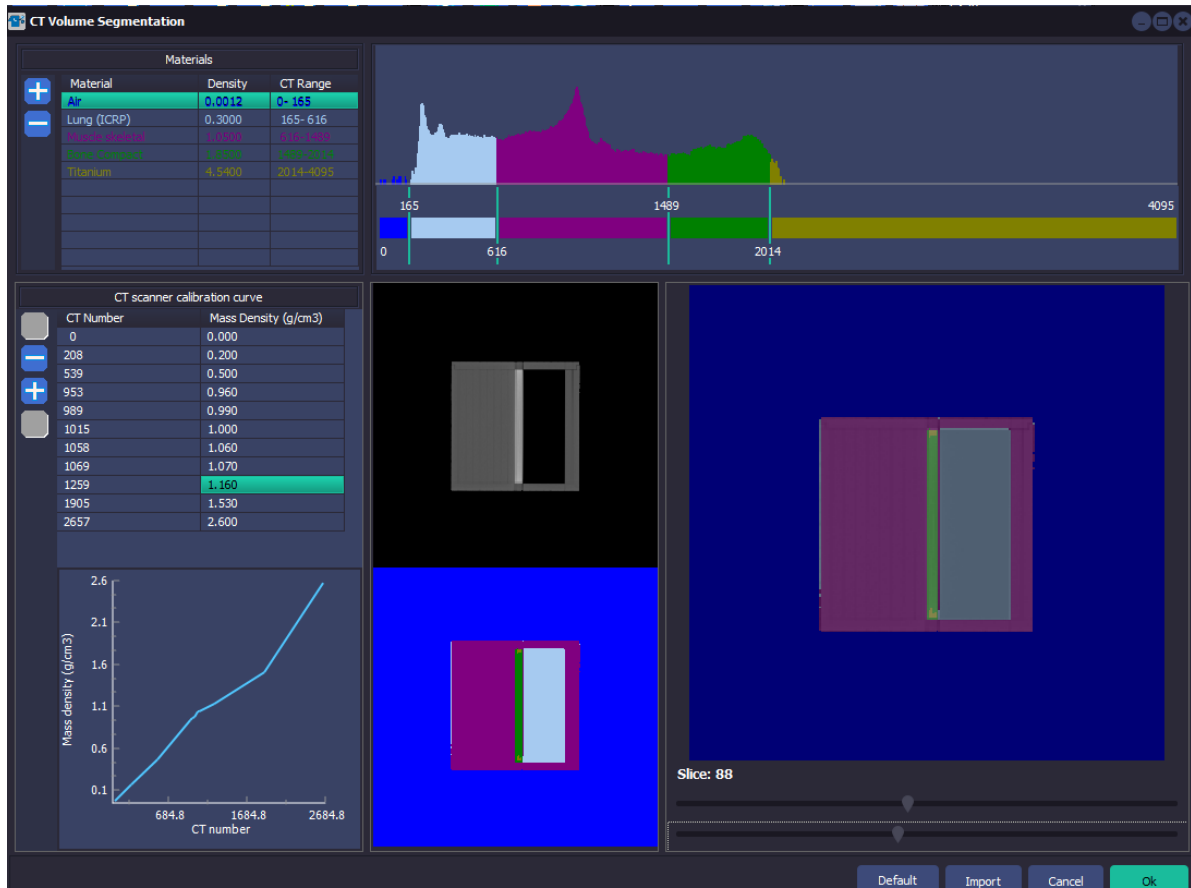 CT Volume Segmentation
Materials
Material Density CT Range
Air 0.0012 0- 165
Lung (ICRP) 0.3000 165- 616
Muscle skeletal 1.0500 616-1489
Bone Compact 1.8500 1489-2014
Titanium 4.5400 2014-4095
165 1489 4095
0 616 2014
CT scanner calibration curve
CT Number Mass Density (g/cm3)
0 0.000
208 0.200
539 0.500
953 0.960
989 0.990
1015 1.000
1058 1.060
1069 1.070
1259 1.160
1905 1.530
2657 2.600
2.6
2.1
1.6
1.1
0.6
0.1
Mass density (g/cm3)
684.8 1684.8 2684.8
CT number
Slice: 88
Default Import Cancel Ok